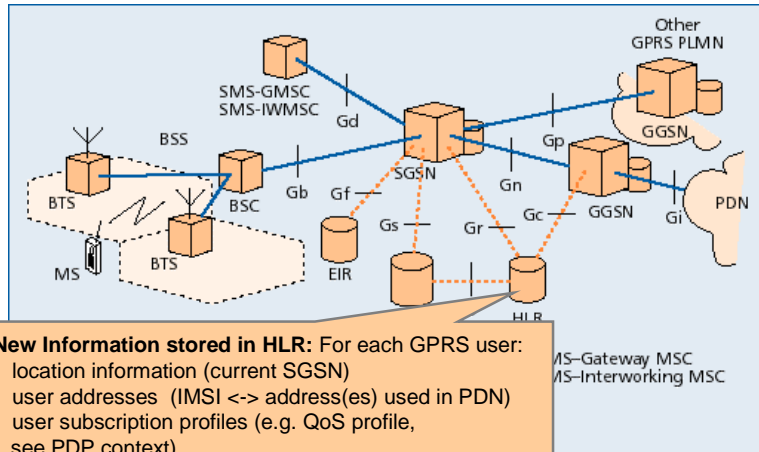 Other
GPRS PLMN
SMS-GMSC
SMS-IWMSC
Gd
BSS
Gp
GGSN
SGSN
Gn
Gb
Gf
BTS
BSC
Gs
Gr
Gc
GGSN
Gi
PDN
MS
BTS
EIR
HLR
New Information stored in HLR: For each GPRS user:
location information (current SGSN)
user addresses (IMSI <-> address(es) used in PDN)
user subscription profiles (e.g. QoS profile,
see PDP context)
MS–Gateway MSC
MS–Interworking MSC